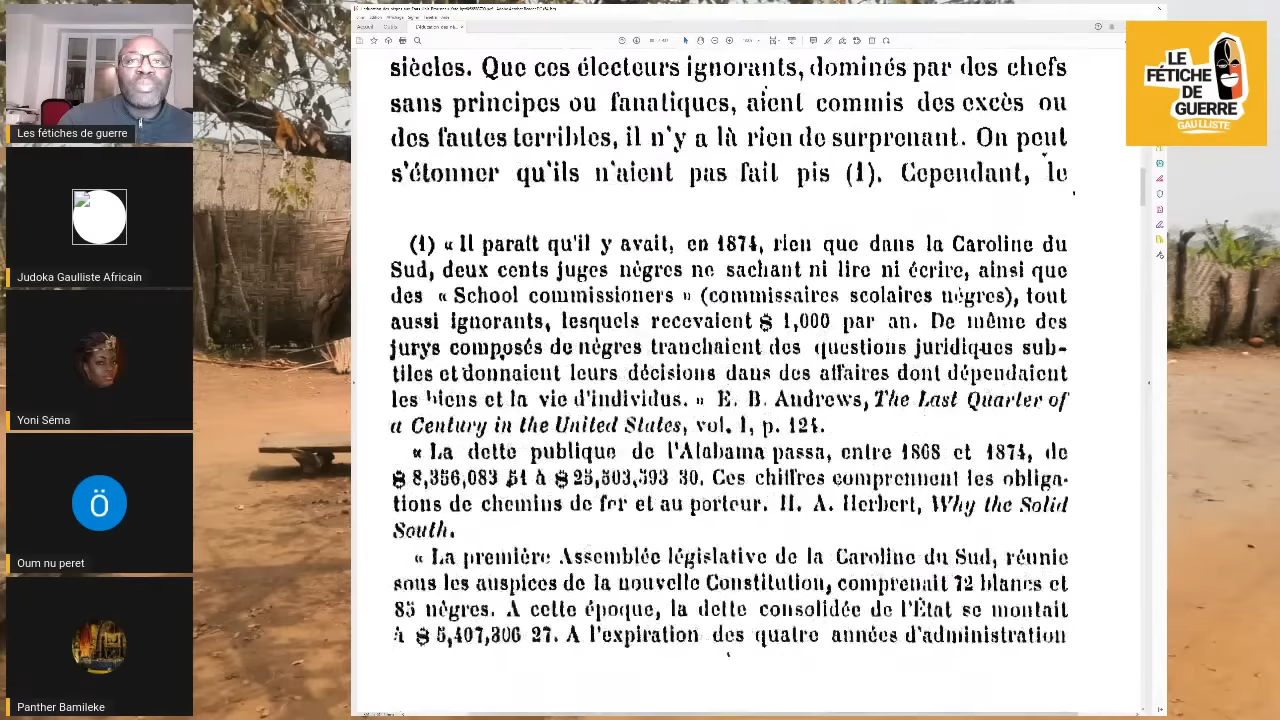 Les fétiches de guerre
Judoka Gaulliste Africain
Yoni Séma
Oum nu peret
Ö
Panther Bamileke
Accueil Outils
siècles. Que ces électeurs ignorants, dominés par des chefs
sans principes ou fanatiques, aient commis des excès ou
des fautes terribles, il n'y a là rien de surprenant. On peut
s'étonner qu'ils n'aient pas fait pis (1). Cependant, le
(1) « Il paraît qu'il y avait, en 1874, rien que dans la Caroline du
Sud, deux cents juges nègres ne sachant ni lire ni écrire, ainsi que
des « School commissioners » (commissaires scolaires nègres), tout
aussi ignorants, lesquels recevaient $ 1,000 par an. De même des
jurys composés de nègres tranchaient des questions juridiques sub-
tiles et donnaient leurs décisions dans des affaires dont dépendaient
les biens et la vie d'individus. » E. B. Andrews, The Last Quarter of
a Century in the United States, vol. I, p. 124.
« La dette publique de l'Alabama passa, entre 1868 et 1874, de
$ 8,356,083 51 à $ 25,503,593 30. Ces chiffres comprennent les obliga-
tions de chemins de fer et au porteur. H. A. Herbert, Why the Solid
South.
« La première Assemblée législative de la Caroline du Sud, réunie
sous les auspices de la nouvelle Constitution, comprenait 72 blancs et
85 nègres. A cette époque, la dette consolidée de l'État se montait
à $ 5,407,306 27. A l'expiration des quatre années d'administration
LE
FÉTICHE
DE
GUERRE
GAULLISTE